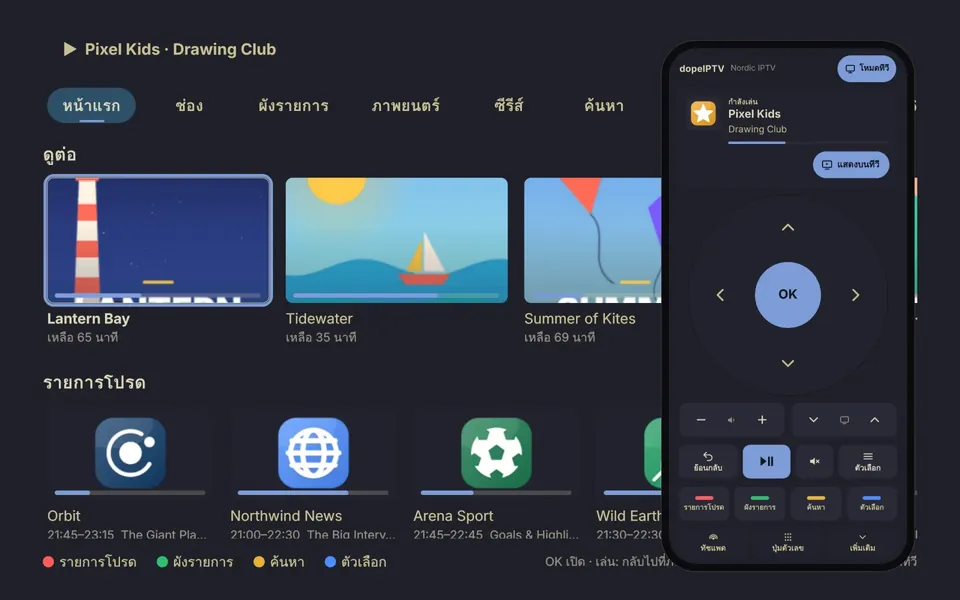 Pixel Kids · Drawing Club
หน้าแรก ช่อง ผังรายการ ภาพยนตร์ ซีรีส์ ค้นหา
ดูต่อ
Lantern Bay
เหลือ 65 นาที
Tidewater
เหลือ 35 นาที
Summer of Kites
เหลือ 69 นาที
รายการโปรด
Orbit
21:45–23:15 The Giant Pla...
Northwind News
21:00–22:30 The Big Interv...
Arena Sport
21:45–22:45 Goals & Highli...
Wild Earth
21:30–22:30
รายการโปรด ผังรายการ ค้นหา ตัวเลือก
OK เปิด · เล่น: กลับไปที่
dopeIPTV Nordic IPTV
โหมดทีวี
กำลังเล่น
Pixel Kids
Drawing Club
แสดงบนทีวี
OK
ย้อนกลับ
ตัวเลือก
รายการโปรด ผังรายการ ค้นหา ตัวเลือก
ทัชแพด ปุ่มตัวเลข เพิ่มเติม